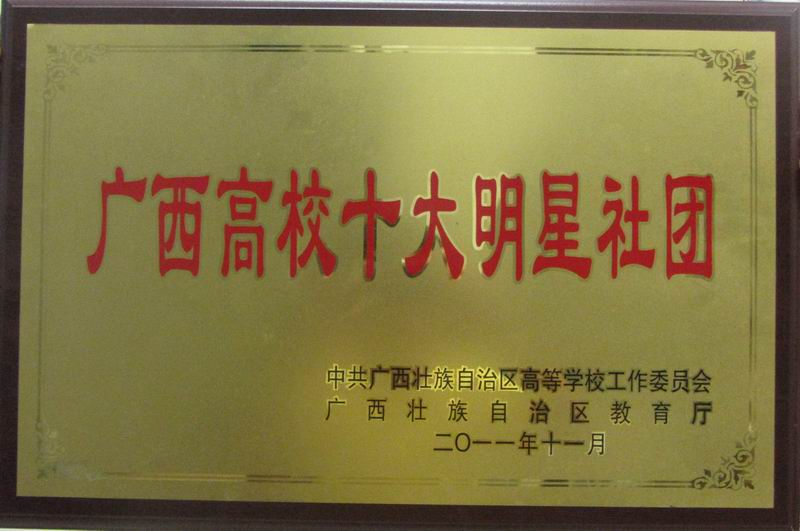 广西高校十大明星社团
中共广西壮族自治区高等学校工作委员会
广西壮族自治区教育厅
二〇一一年十一月